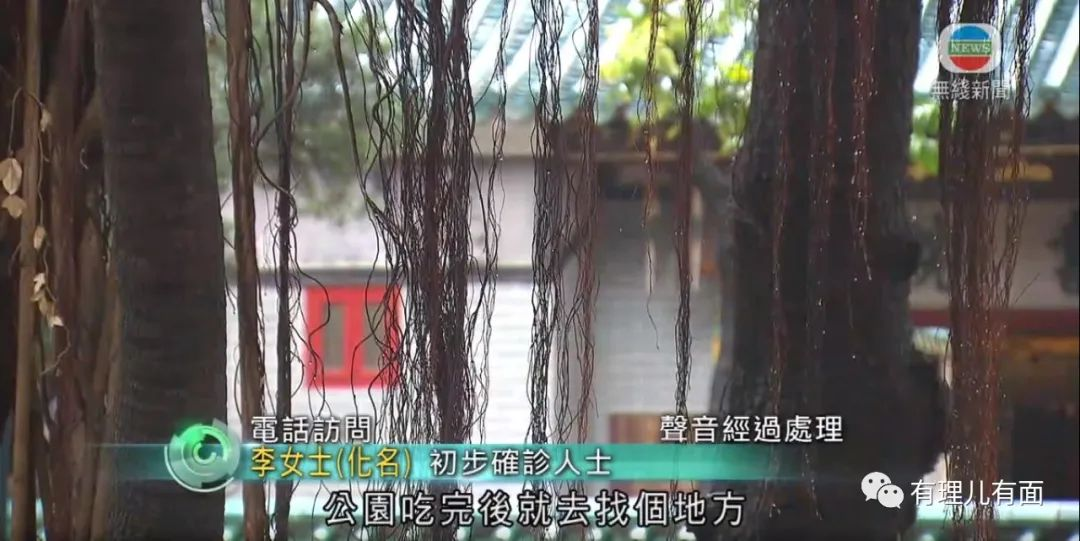 NEWS
無綫新聞
電話訪問
聲音經過處理
李女士(化名) 初步確診人士
有理儿有面
公園吃完後就去找個地方